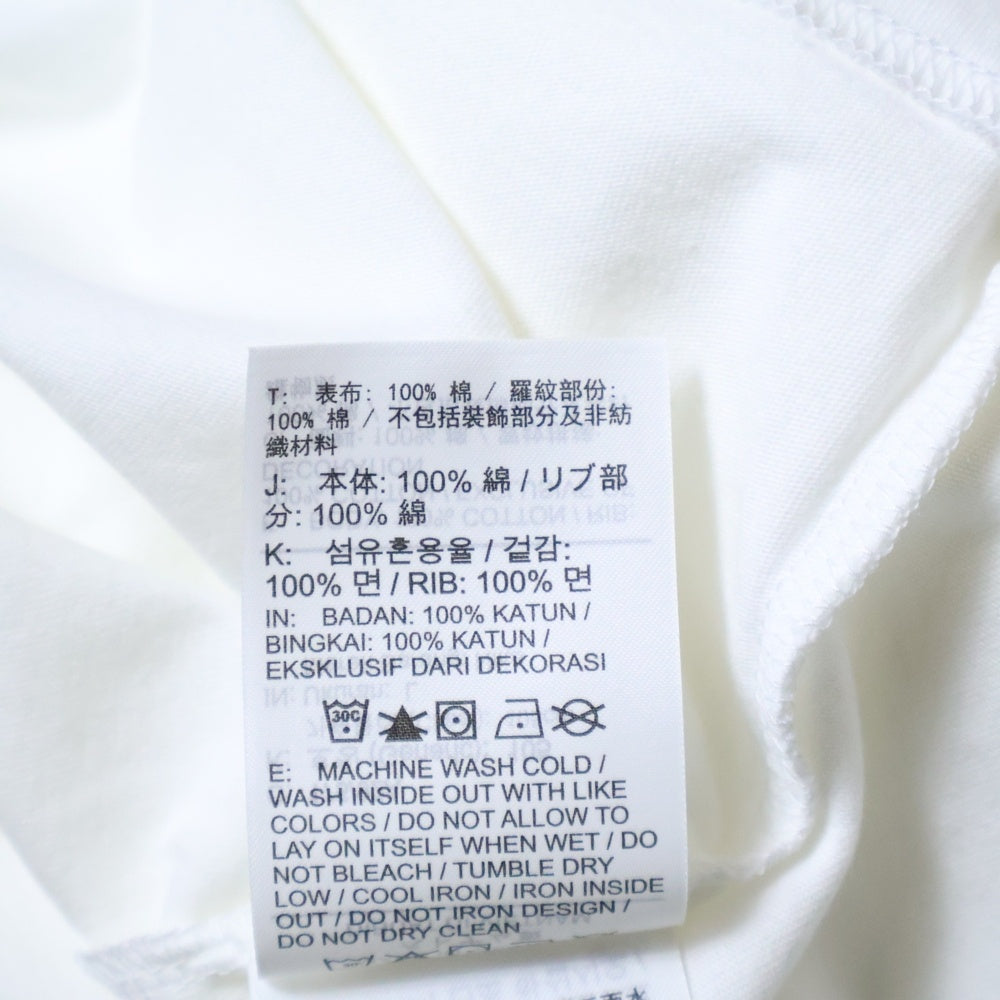 T: 表布: 100% 棉 / 羅紋部份:
100% 棉 / 不包括裝飾部分及非紡
織材料
J: 本体: 100% 綿 / リブ部
分: 100% 綿
K: 섬유혼용율 / 겉감:
100% 면 / RIB: 100% 면
IN: BADAN: 100% KATUN /
BINGKAI: 100% KATUN /
EKSKLUSIF DARI DEKORASI
30C
E: MACHINE WASH COLD /
WASH INSIDE OUT WITH LIKE
COLORS / DO NOT ALLOW TO
LAY ON ITSELF WHEN WET / DO
NOT BLEACH / TUMBLE DRY
LOW / COOL IRON / IRON INSIDE
OUT / DO NOT IRON DESIGN /
DO NOT DRY CLEAN